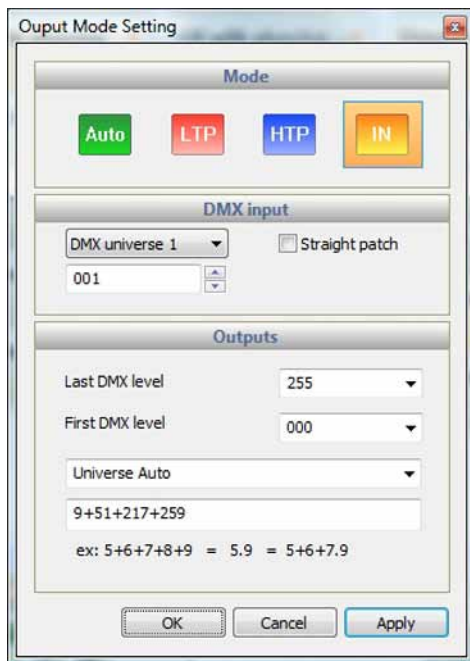 Ouput Mode Setting
Mode
Auto LTP HTP IN
DMX input
DMX universe 1 Straight patch
001
Outputs
Last DMX level 255
First DMX level 000
Universe Auto
9+51+217+259
ex: 5+6+7+8+9 = 5.9 = 5+6+7.9
OK Cancel Apply